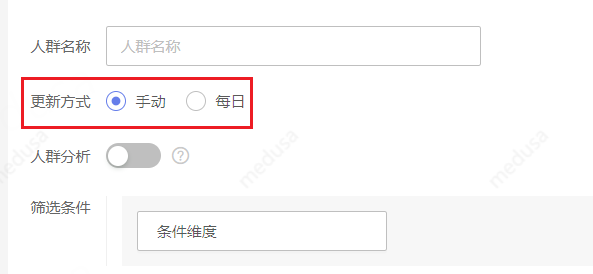 人群名称 人群名称
更新方式 手动 每日
人群分析 ?
筛选条件
条件维度
medusa medusa medusa